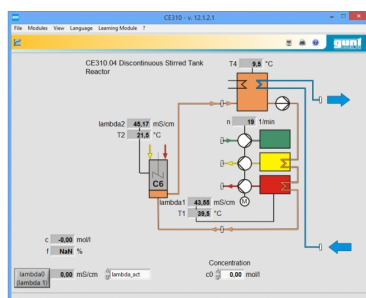 CE310 - v. 12.1.2.1
File Modules View Language Learning Module ?
gunt
CE310.04 Discontinuous Stirred Tank
Reactor
T4 9,5 °C
n 19 1/min
lambda2 45,17 mS/cm
T2 21,5 °C
C6
lambda1 43,55 mS/cm
T1 39,5 °C
M
c -0,00 mol/l
f NaN %
Concentration
lambda0
(lambda 1) 0,00 mS/cm lambda_act c0 0,00 mol/l